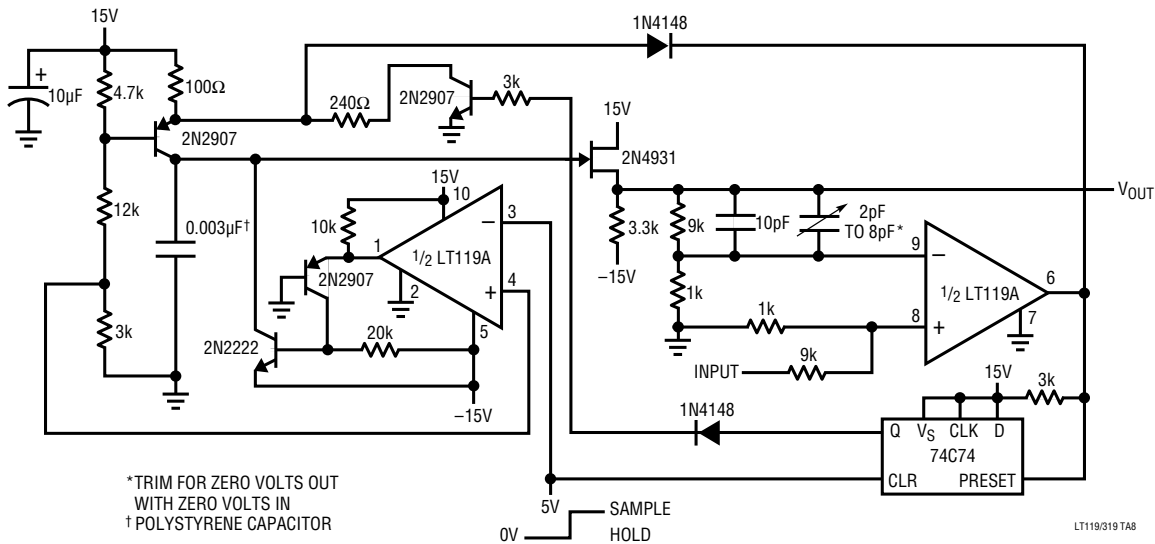 15V
1N4148
+
10µF
4.7k
100Ω
240Ω
2N2907
3k
2N2907
15V
2N4931
VOUT
12k
0.003µF†
15V
10
10k
–
3
1
1/2 LT119A
2N2907
2
+
4
5
3.3k
–15V
9k
10pF
2pF
TO 8pF*
9
–
1/2 LT119A
6
1k
1k
8
+
7
3k
2N2222
20k
–15V
INPUT
9k
15V
3k
1N4148
Q
VS
CLK
D
74C74
CLR
PRESET
*TRIM FOR ZERO VOLTS OUT
WITH ZERO VOLTS IN
† POLYSTYRENE CAPACITOR
5V
0V
SAMPLE
HOLD
LT119/319 TA8